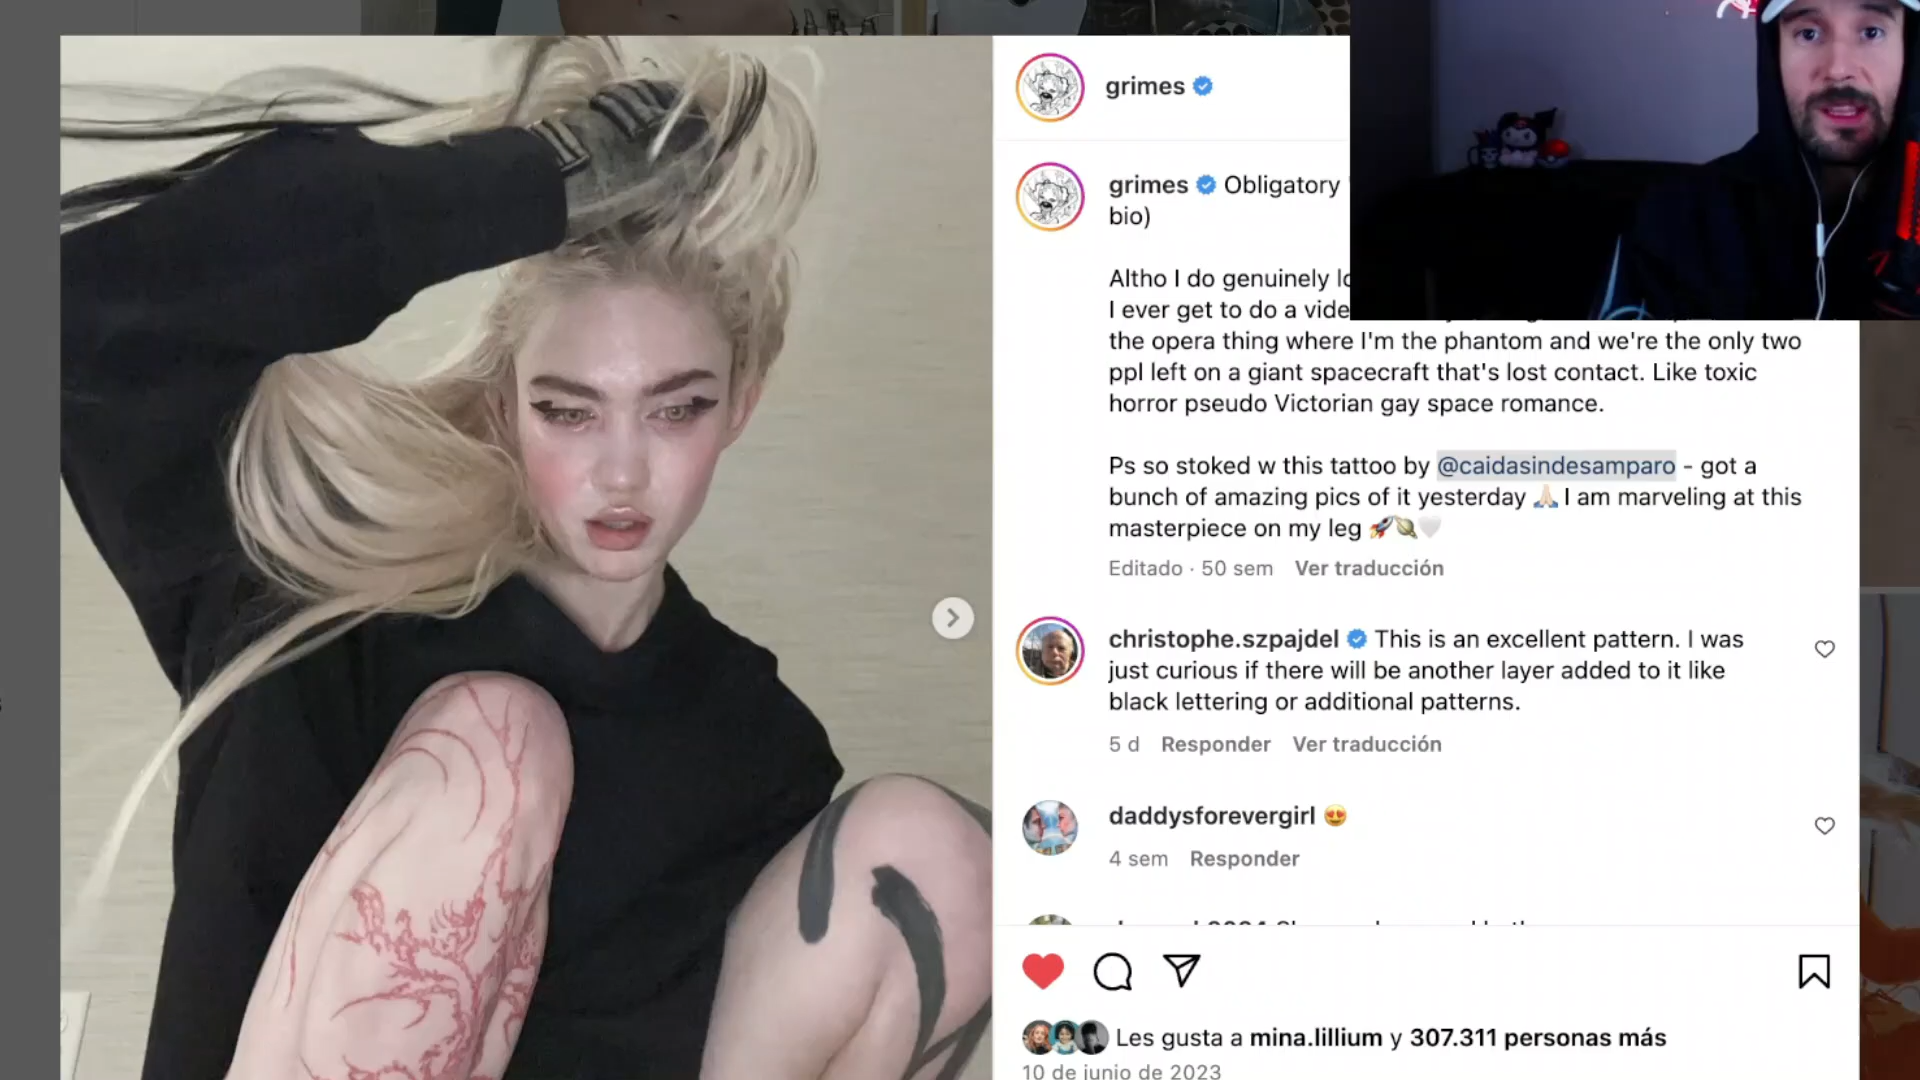 grimes
grimes Obligatory
bio)
Altho I do genuinely
I ever get to do a
the opera thing where I'm the phantom and we're the only two
ppl left on a giant spacecraft that's lost contact. Like toxic
horror pseudo Victorian gay space romance.
Ps so stoked w this tattoo by @caidasindesamparo - got a
bunch of amazing pics of it yesterday 🙏🏻 I am marveling at this
masterpiece on my leg 🚀🪐🤍
Editado · 50 sem Ver traducción
christophe.szpajdel This is an excellent pattern. I was
just curious if there will be another layer added to it like
black lettering or additional patterns.
5 d Responder Ver traducción
daddysforevergirl 😍
4 sem Responder
Les gusta a mina.lillium y 307.311 personas más
10 de junio de 2023